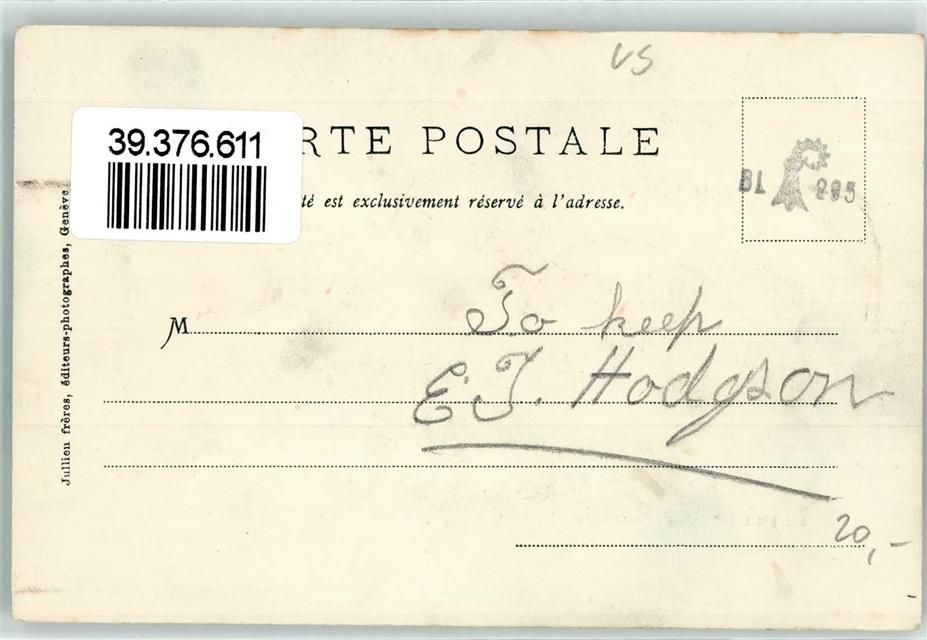 VS
39.376.611
RTE POSTALE
té est exclusivement réservé à l'adresse.
BL 295
Jullien frères, éditeurs-photographes, Genève
M
To keep
E.J. Hodgson
20,-